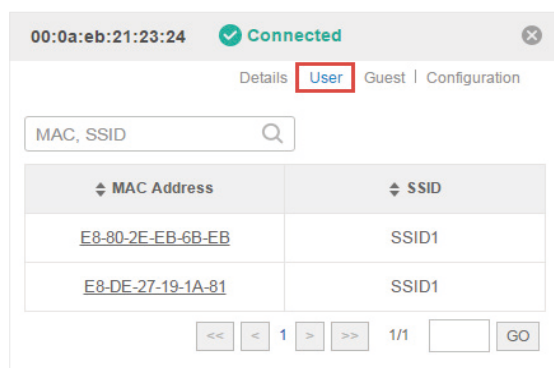 00:0a:eb:21:23:24 Connected
Details User Guest | Configuration
MAC, SSID
MAC Address SSID
E8-80-2E-EB-6B-EB SSID1
E8-DE-27-19-1A-81 SSID1
<< < 1 > >> 1/1 GO